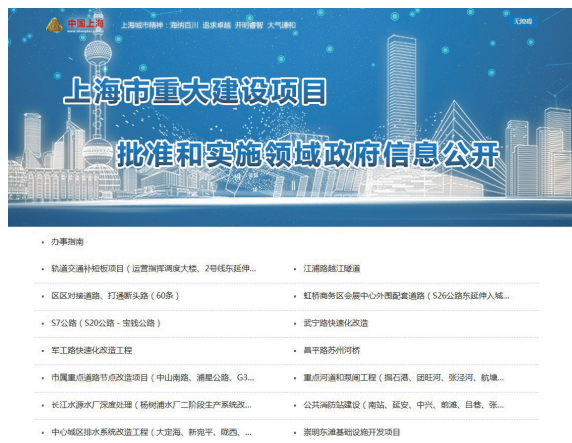 中国上海
上海城市精神：海纳百川 追求卓越 开明睿智 大气谦和
无障碍
上海市重大建设项目
批准和实施领域政府信息公开
办事指南
轨道交通补短板项目（运营指挥调度大楼、2号线东延伸...
江浦路越江隧道
区区对接道路、打通断头路（60条）
虹桥商务区会展中心外围配套道路（S26公路东延伸入城...
S7公路（S20公路 - 宝钱公路）
武宁路快速化改造
军工路快速化改造工程
昌平路苏州河桥
市属重点道路节点改造项目（中山南路、浦星公路、G3...
重点河道和泵闸工程（掘石港、团旺河、张泾河、航塘...
长江水源水厂深度处理（杨树浦水厂二阶段生产系统改...
公共消防站建设（南站、延安、中兴、前滩、吕巷、张...
中心城区排水系统改造工程（大定海、新宛平、陇西、...
崇明东滩基础设施开发项目